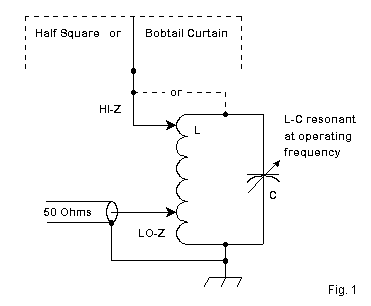 Half Square or Bobtail Curtain
or
HI-Z
L
L-C resonant
at operating
frequency
C
50 Ohms
LO-Z
Fig. 1